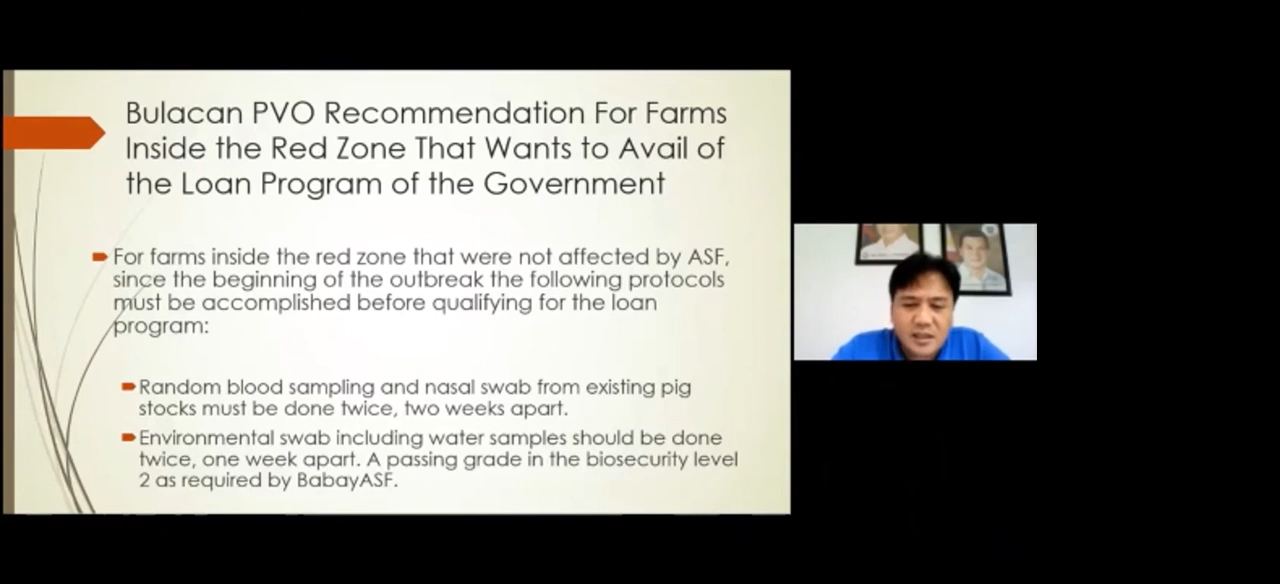 Bulacan PVO Recommendation For Farms
Inside the Red Zone That Wants to Avail of
the Loan Program of the Government
For farms inside the red zone that were not affected by ASF,
since the beginning of the outbreak the following protocols
must be accomplished before qualifying for the loan
program:
Random blood sampling and nasal swab from existing pig
stocks must be done twice, two weeks apart.
Environmental swab including water samples should be done
twice, one week apart. A passing grade in the biosecurity level
2 as required by BabayASF.